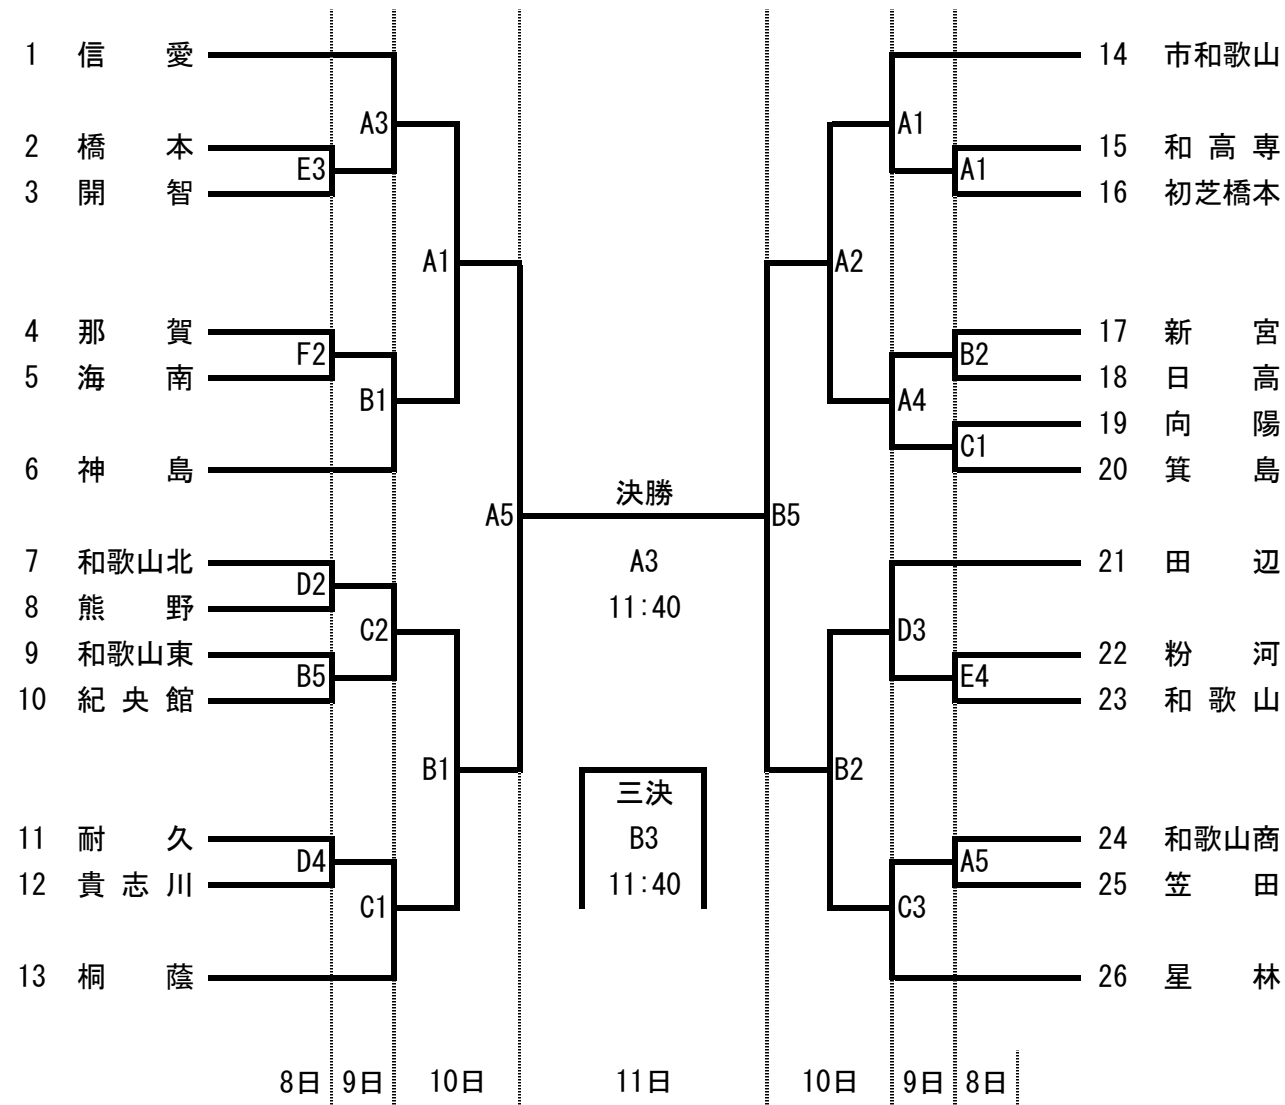 1 信愛
A3
2 橋本
E3
3 開智
A1
4 那賀
F2
5 海南
B1
6 神島
A5
7 和歌山北
D2
8 熊野
C2
9 和歌山東
B5
10 紀央館
B1
11 耐久
D4
12 貴志川
C1
13 桐蔭
決勝
A3
11:40
三決
B3
11:40
14 市和歌山
A1
15 和高専
A1
16 初芝橋本
A2
17 新宮
B2
18 日高
A4
19 向陽
C1
20 箕島
B5
21 田辺
D3
22 粉河
E4
23 和歌山
B2
24 和歌山商
A5
25 笠田
C3
26 星林
8日 9日 10日 11日 10日 9日 8日